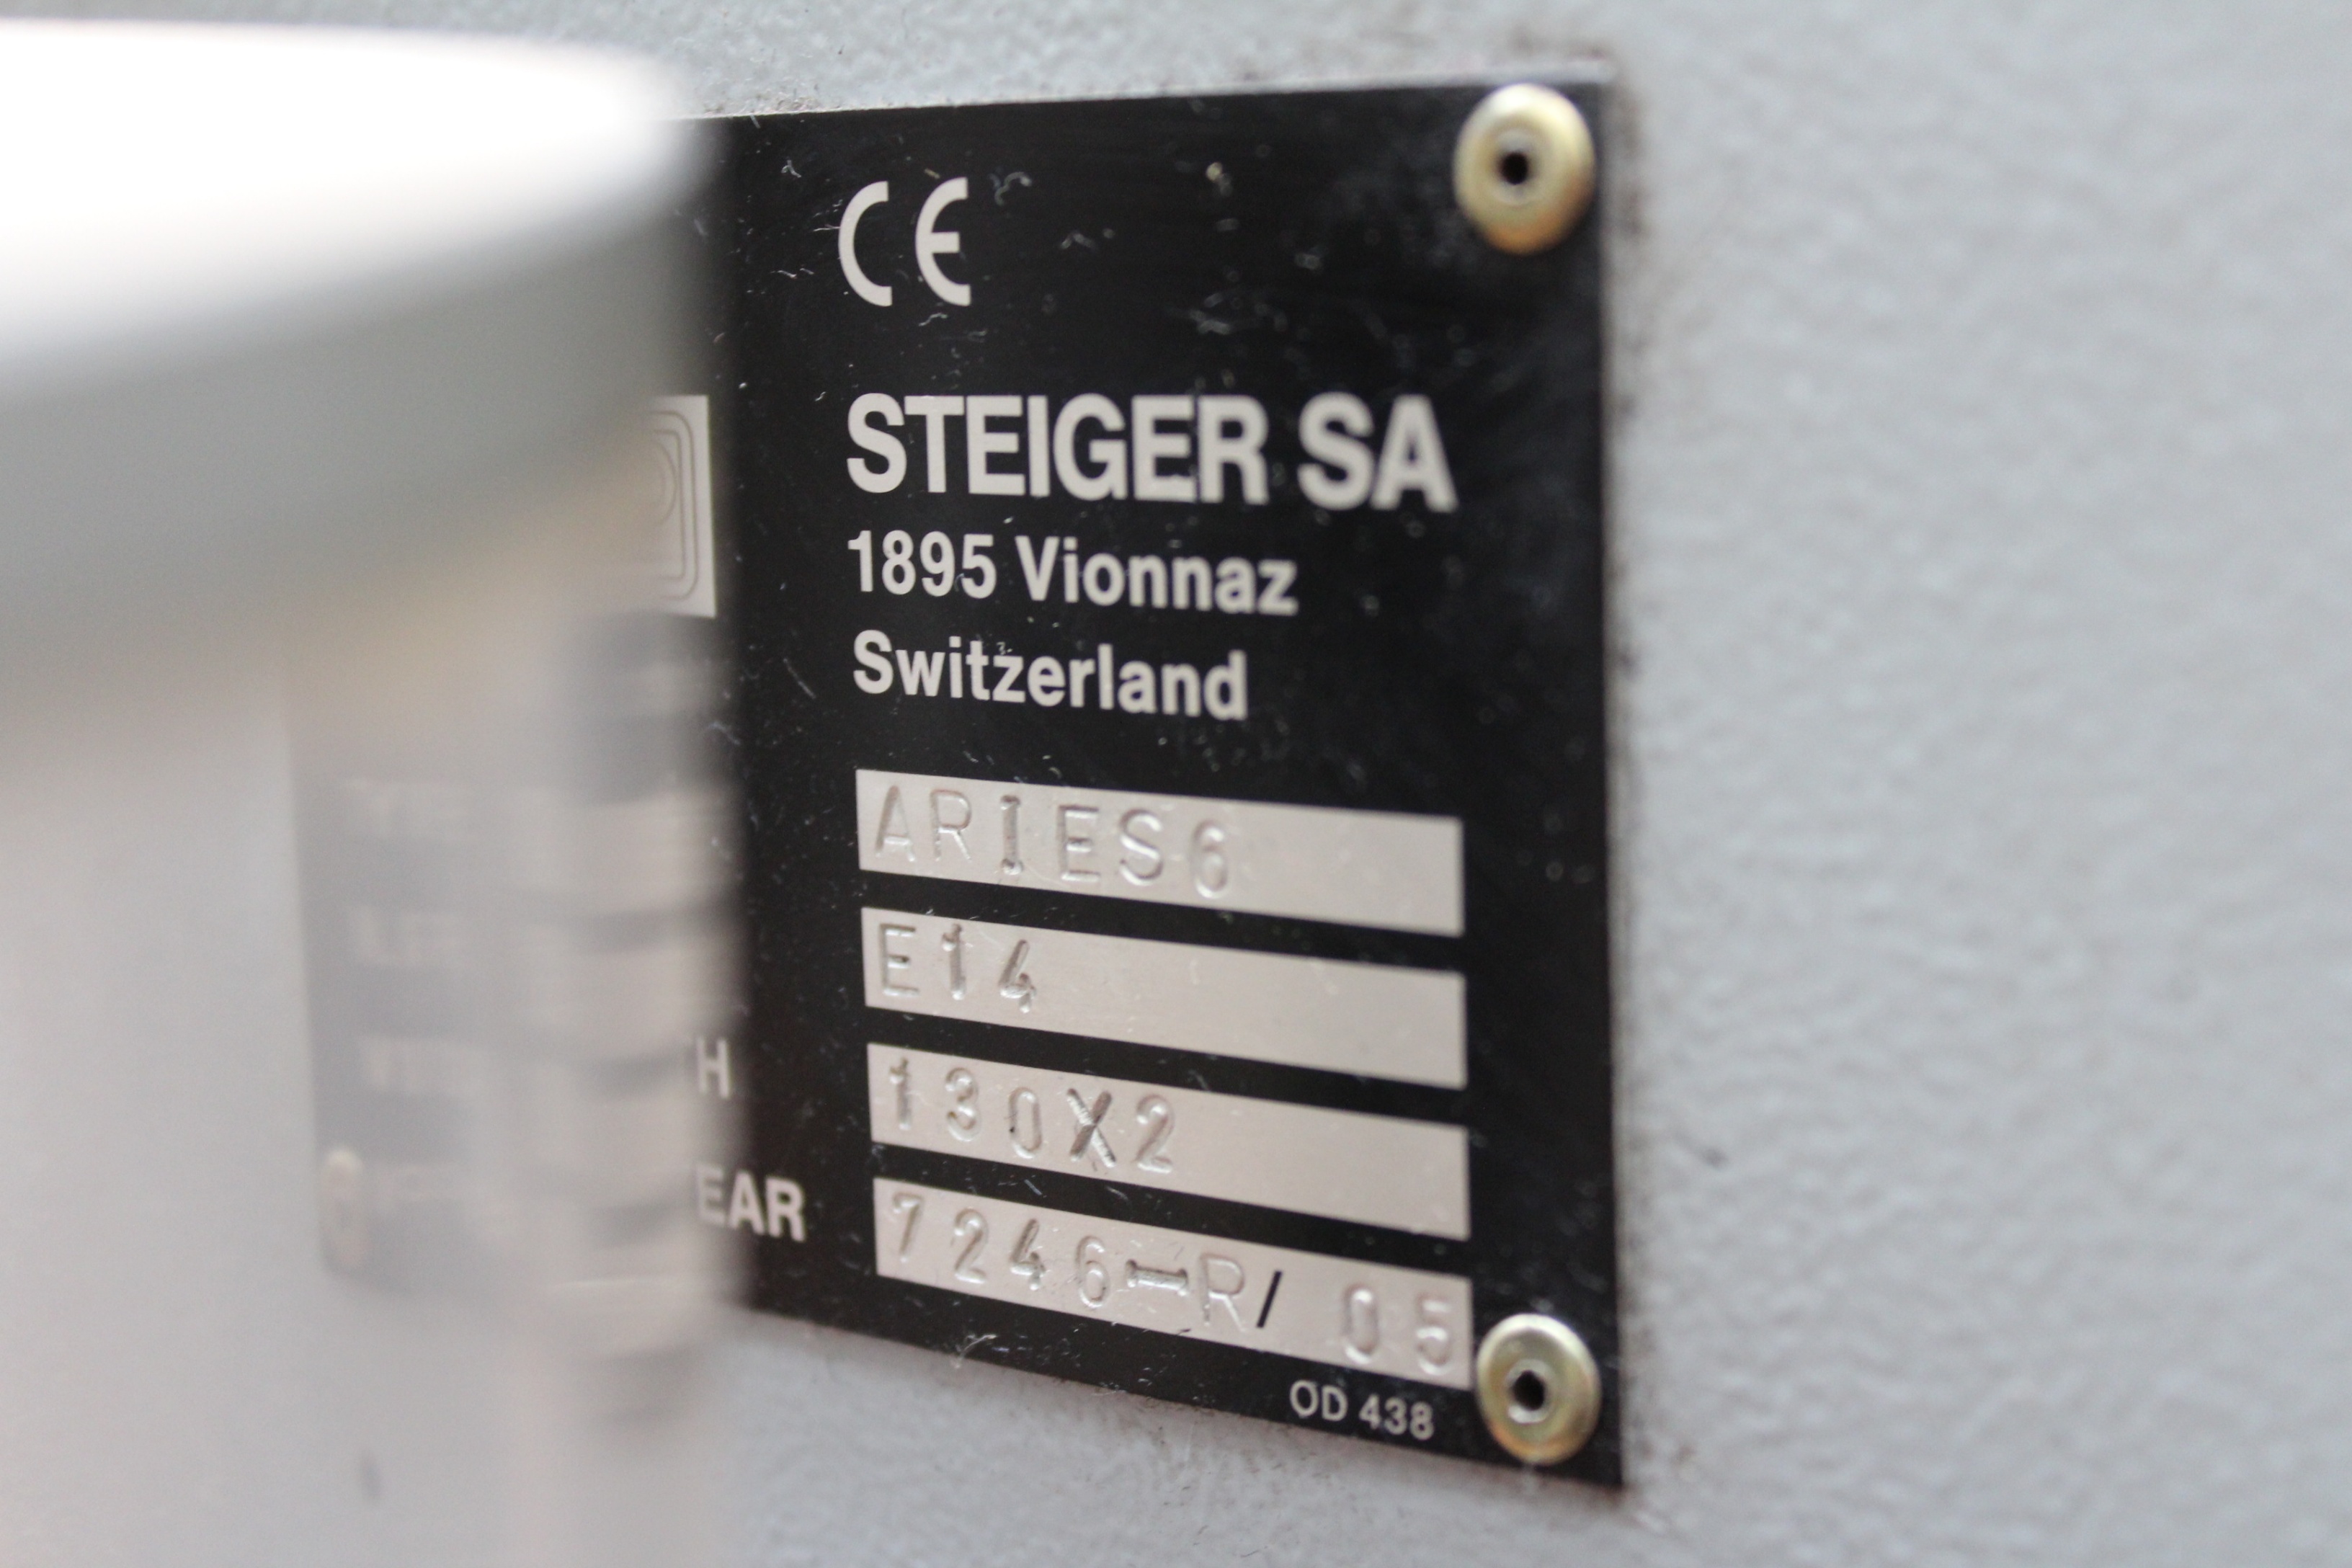 CE
STEIGER SA
1895 Vionnaz
Switzerland
ARIES6
E14
H 130X2
EAR 7246-R/ 05
OD 438